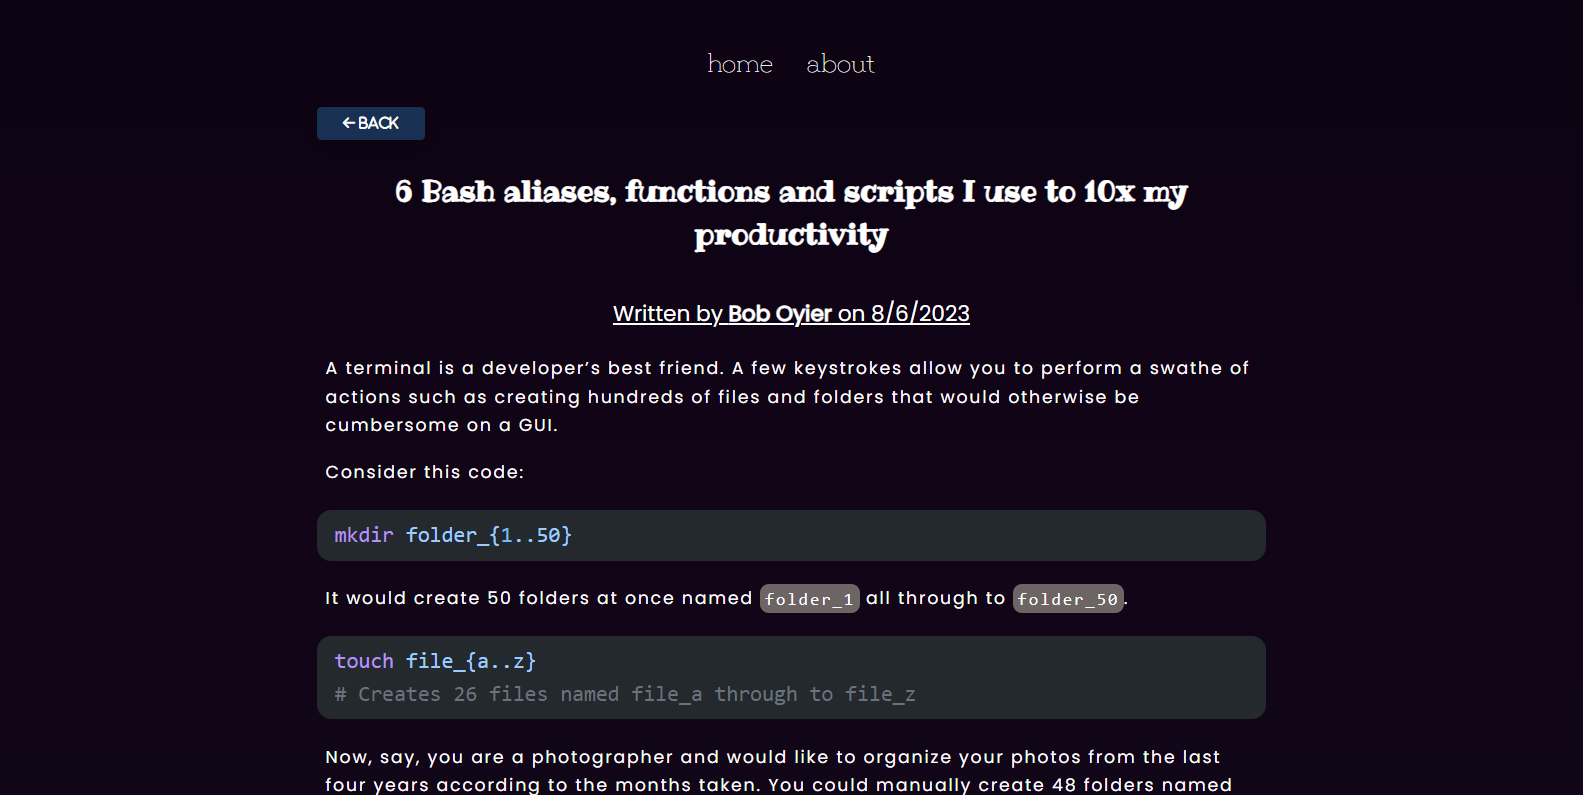 home about
← BACK
6 Bash aliases, functions and scripts I use to 10x my
productivity
Written by Bob Oyier on 8/6/2023
A terminal is a developer’s best friend. A few keystrokes allow you to perform a swathe of
actions such as creating hundreds of files and folders that would otherwise be
cumbersome on a GUI.
Consider this code:
mkdir folder_{1..50}
It would create 50 folders at once named folder_1 all through to folder_50.
touch file_{a..z}
# Creates 26 files named file_a through to file_z
Now, say, you are a photographer and would like to organize your photos from the last
four years according to the months taken. You could manually create 48 folders named